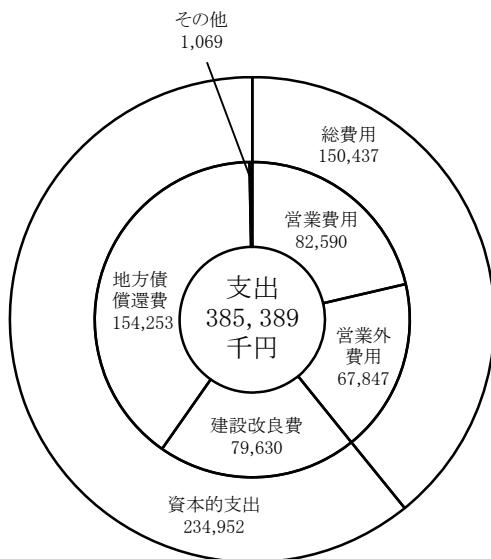 その他
1,069
総費用
150,437
営業費用
82,590
地方債
償還費
154,253
支出
385,389
千円
営業外
費用
67,847
建設改良費
79,630
資本的支出
234,952